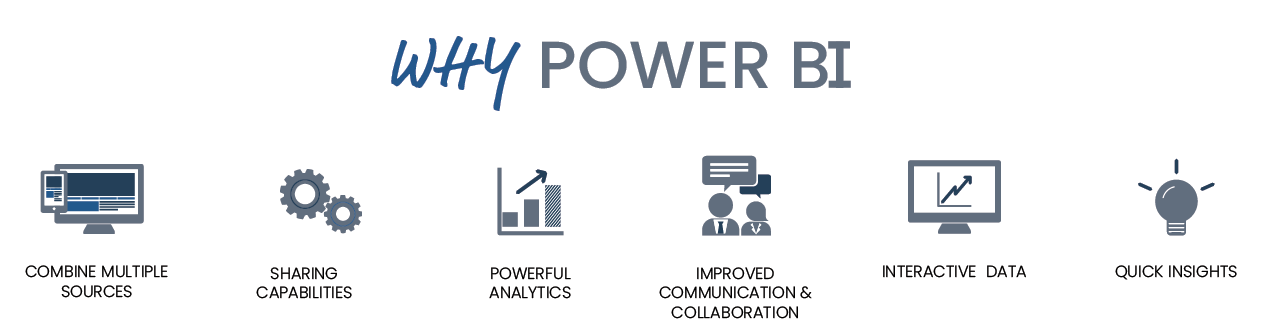 WHY POWER BI
COMBINE MULTIPLE
SOURCES
SHARING
CAPABILITIES
POWERFUL
ANALYTICS
IMPROVED
COMMUNICATION &
COLLABORATION
INTERACTIVE DATA
QUICK INSIGHTS